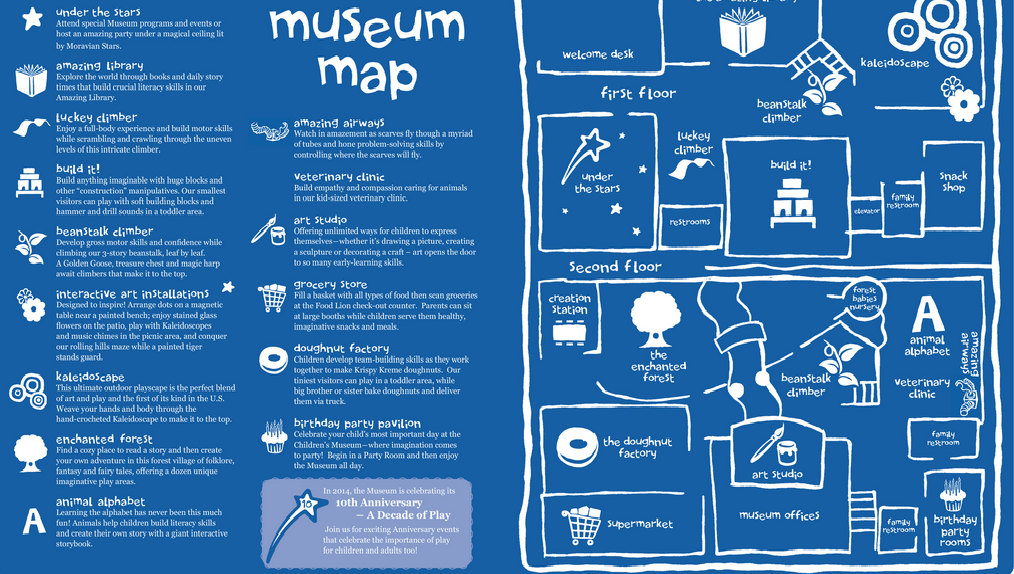 under the stars
Attend special Museum programs and events or
host an amazing party under a magical ceiling lit
by Moravian Stars.
amazing library
Explore the world through books and daily story
times that build crucial literacy skills in our
Amazing Library.
luckey climber
Enjoy a full-body experience and build motor skills
while scrambling and crawling through the uneven
levels of this intricate climber.
build it!
Build anything imaginable with huge blocks and
other "construction" manipulatives. Our smallest
visitors can play with soft building blocks and
hammer and drill sounds in a toddler area.
beanstalk climber
Develop gross motor skills and confidence while
climbing our 3-story beanstalk, leaf by leaf.
A Golden Goose, treasure chest and magic harp
await climbers that make it to the top.
interactive art installations
Designed to inspire! Arrange dots on a magnetic
table near a painted bench; enjoy stained glass
flowers on the patio, play with Kaleidoscopes
and music chimes in the picnic area, and conquer
our rolling hills maze while a painted tiger
stands guard.
kaleidoscape
This ultimate outdoor playscape is the perfect blend
of art and play and the first of its kind in the U.S.
Weave your hands and body through the
hand-crocheted Kaleidoscape to make it to the top.
enchanted forest
Find a cozy place to read a story and then create
your own adventure in this forest village of folklore,
fantasy and fairy tales, offering a dozen unique
imaginative play areas.
A
animal alphabet
Learning the alphabet has never been this much
fun! Animals help children build literacy skills
and create their own story with a giant interactive
storybook.
museum
map
amazing airways
Watch in amazement as scarves fly though a myriad
of tubes and hone problem-solving skills by
controlling where the scarves will fly.
veterinary clinic
Build empathy and compassion caring for animals
in our kid-sized veterinary clinic.
art studio
Offering unlimited ways for children to express
themselves—whether it's drawing a picture, creating
a sculpture or decorating a craft – art opens the door
to so many early-learning skills.
grocery store
Fill a basket with all types of food then scan groceries
at the Food Lion check-out counter. Parents can sit
at large booths while children serve them healthy,
imaginative snacks and meals.
doughnut factory
Children develop team-building skills as they work
together to make Krispy Kreme doughnuts. Our
tiniest visitors can play in a toddler area, while
big brother or sister bake doughnuts and deliver
them via truck.
birthday party pavilion
Celebrate your child's most important day at the
Children's Museum—where imagination comes
to party! Begin in a Party Room and then enjoy
the Museum all day.
10
In 2014, the Museum is celebrating its
10th Anniversary
— A Decade of Play
Join us for exciting Anniversary events
that celebrate the importance of play
for children and adults too!
welcome desk
kaleidoscape
first floor
beanstalk
climber
under
the stars
luckey
climber
restrooms
build it!
elevator
family
restroom
snack
shop
second floor
creation
station
the
enchanted
forest
forest
babies
nursery
beanstalk
climber
A
animal
alphabet
amazing
airways
veterinary
clinic
family
restroom
the doughnut
factory
art studio
supermarket
museum offices
family
restroom
birthday
party
rooms